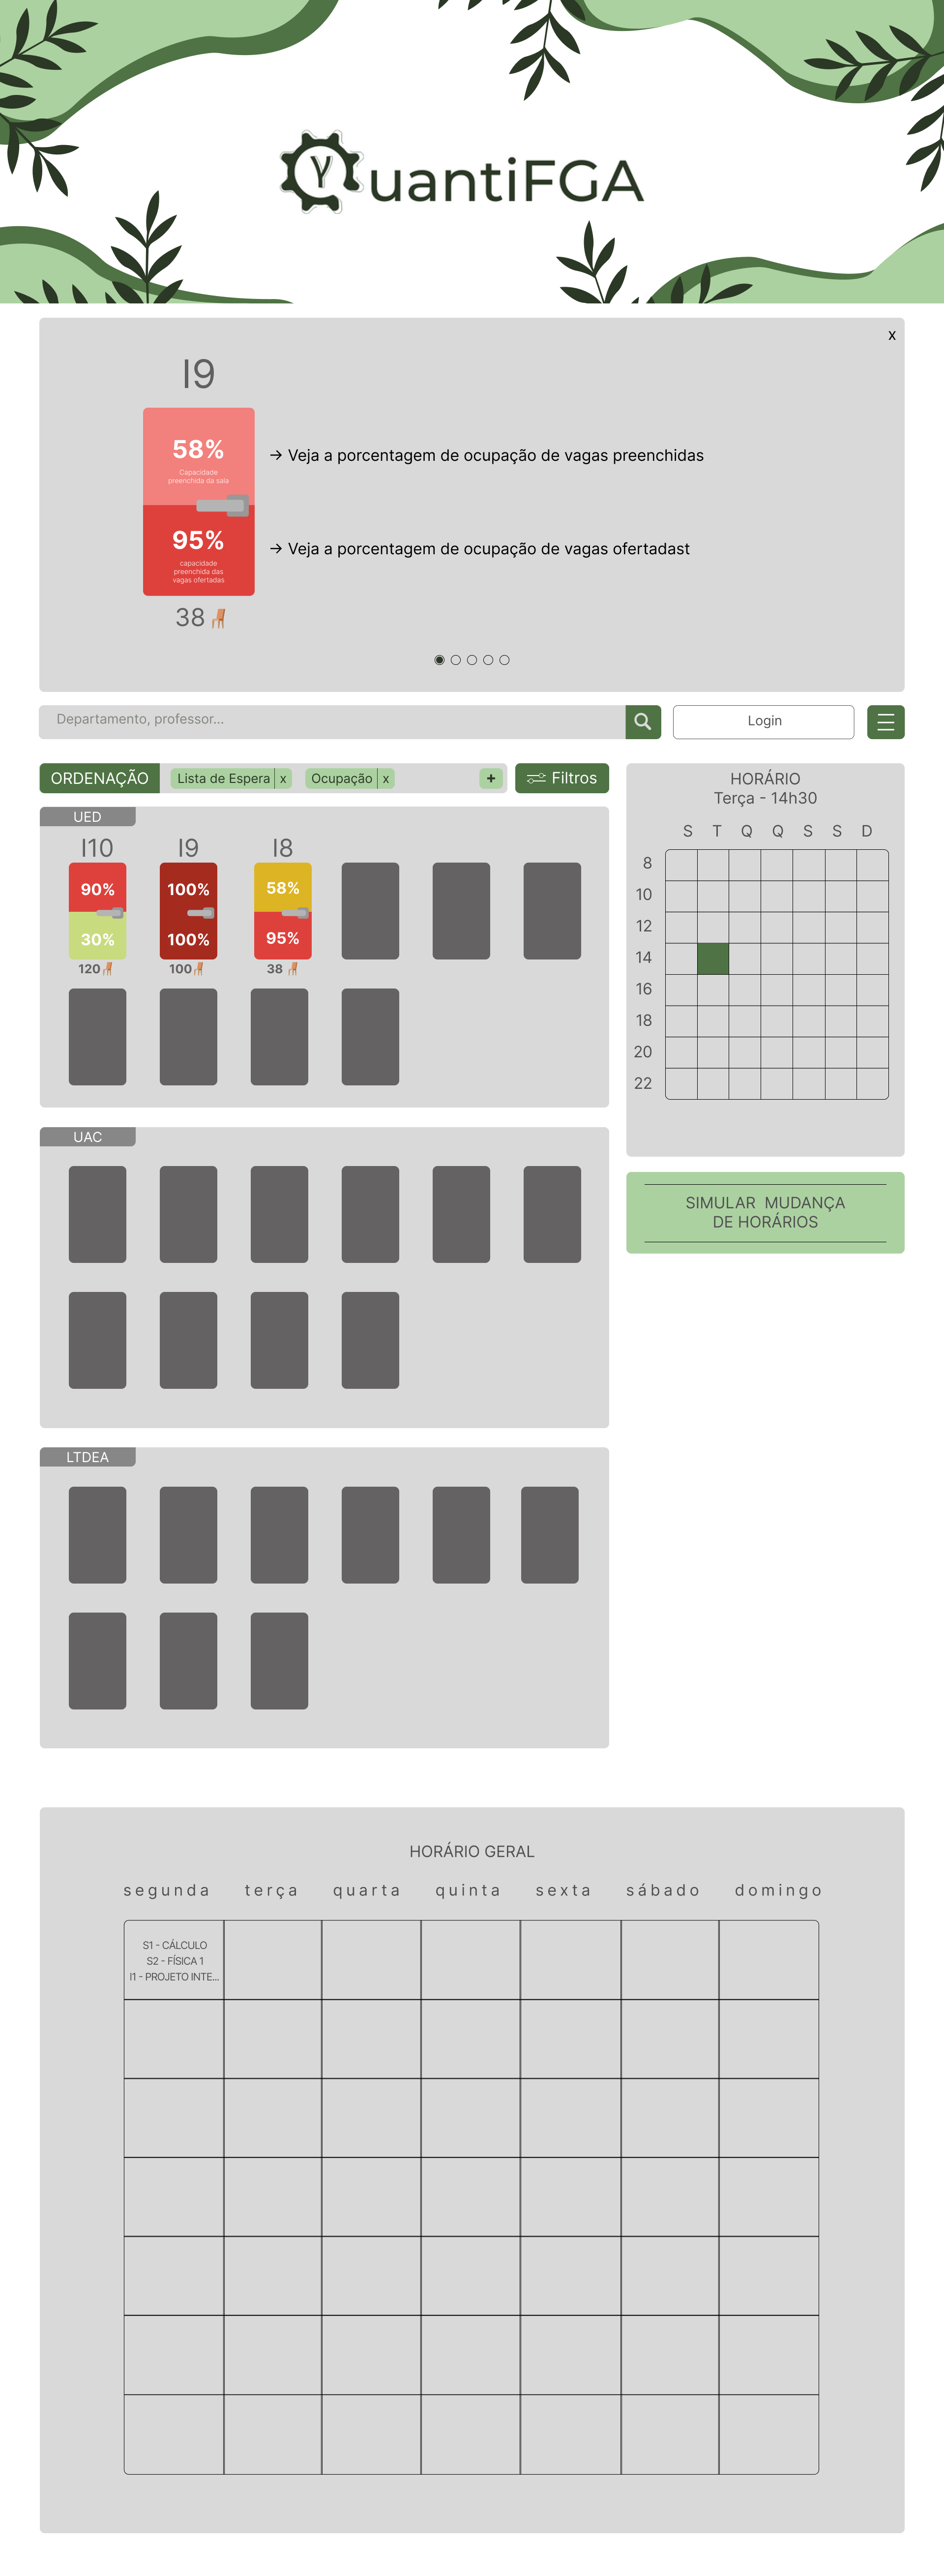 QuantiFGA
x
I9
58%
Capacidade
preenchida da sala
→ Veja a porcentagem de ocupação de vagas preenchidas
95%
capacidade
preenchida das
vagas ofertadas
→ Veja a porcentagem de ocupação de vagas ofertadast
38
Departamento, professor...
Login
ORDENAÇÃO
Lista de Espera | x
Ocupação | x
+
Filtros
UED
I10
I9
I8
90%
100%
58%
30%
100%
95%
120
100
38
HORÁRIO
Terça - 14h30
S T Q Q S S D
8
10
12
14
16
18
20
22
SIMULAR MUDANÇA
DE HORÁRIOS
UAC
LTDEA
HORÁRIO GERAL
segunda terça quarta quinta sexta sábado domingo
S1 - CÁLCULO
S2 - FÍSICA 1
I1 - PROJETO INTE...